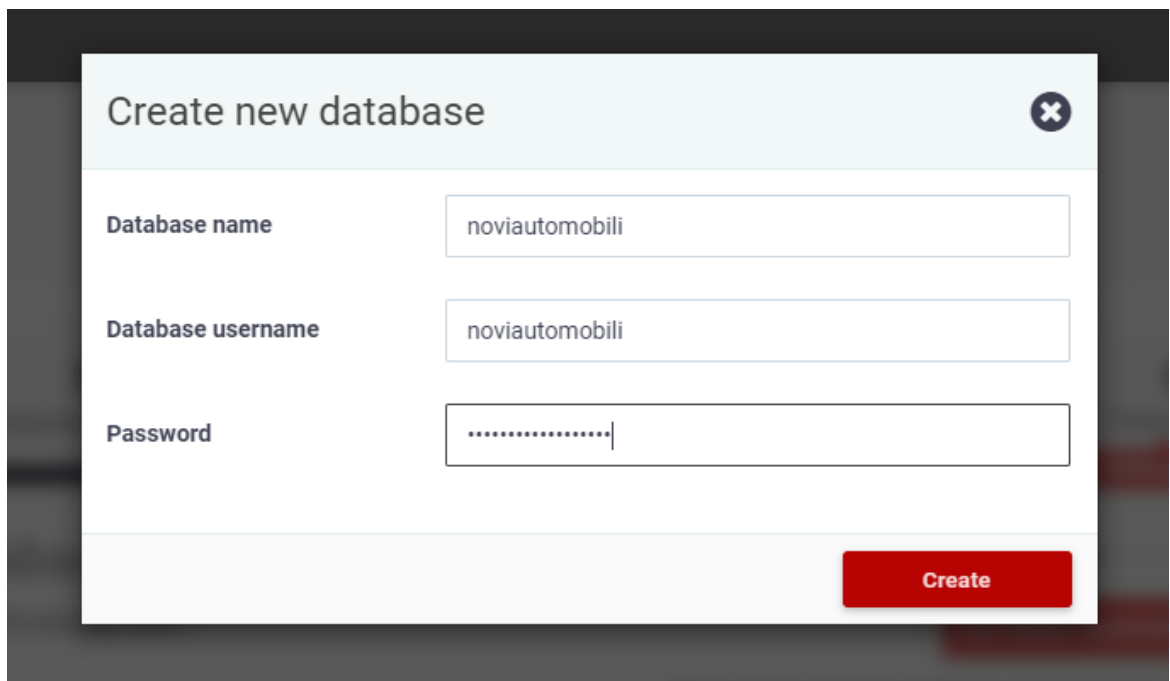 Create new database
Database name
noviautomobili
Database username
noviautomobili
Password
••••••••••••••••••
Create